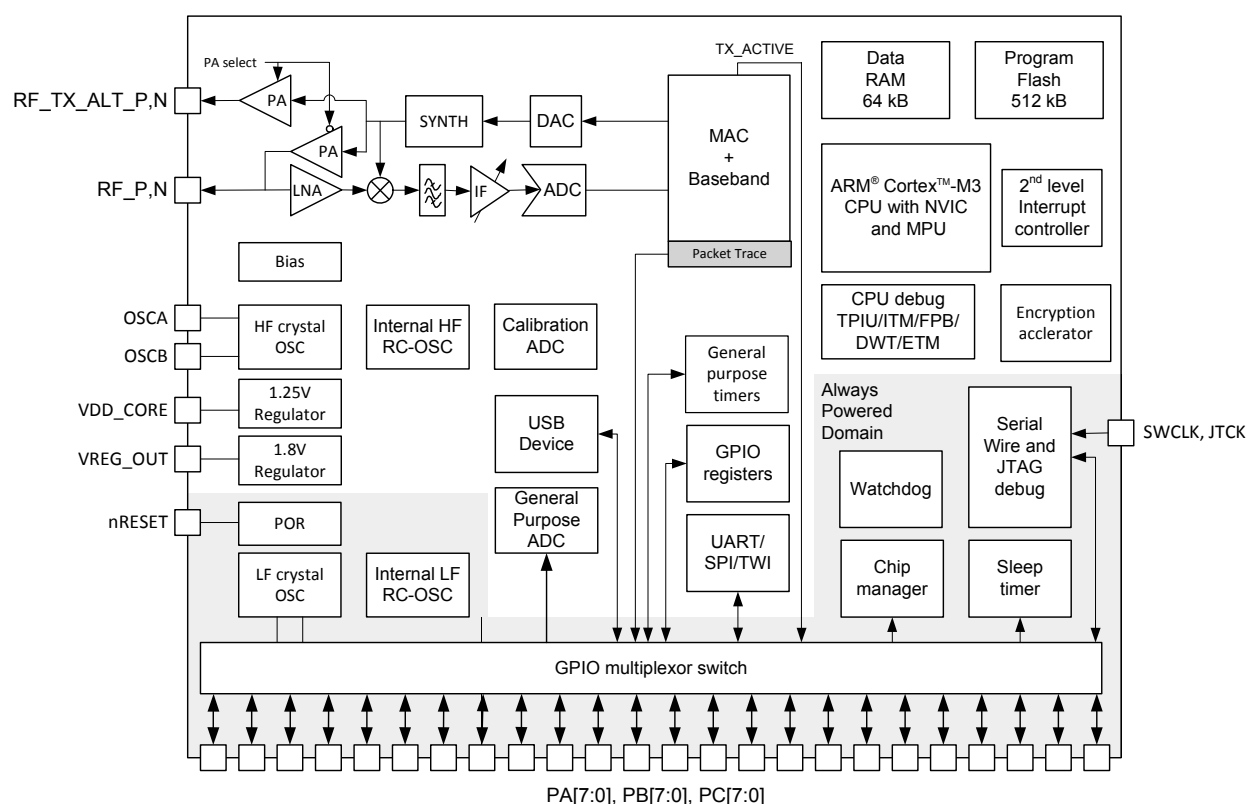 TX_ACTIVE
PA select
RF_TX_ALT_P,N
PA
SYNTH
DAC
MAC
+
Baseband
Data
RAM
64 kB
Program
Flash
512 kB
PA
RF_P,N
LNA
IF
ADC
Packet Trace
ARM® Cortex™-M3
CPU with NVIC
and MPU
2nd level
Interrupt
controller
Bias
OSCA
OSCB
HF crystal
OSC
Internal HF
RC-OSC
Calibration
ADC
General
purpose
timers
CPU debug
TPIU/ITM/FPB/
DWT/ETM
Encryption
acclerator
VDD_CORE
1.25V
Regulator
USB
Device
Always
Powered
Domain
Serial
Wire and
JTAG
debug
SWCLK, JTCK
VREG_OUT
1.8V
Regulator
GPIO
registers
Watchdog
nRESET
POR
General
Purpose
ADC
UART/
SPI/TWI
LF crystal
OSC
Internal LF
RC-OSC
Chip
manager
Sleep
timer
GPIO multiplexor switch
PA[7:0], PB[7:0], PC[7:0]